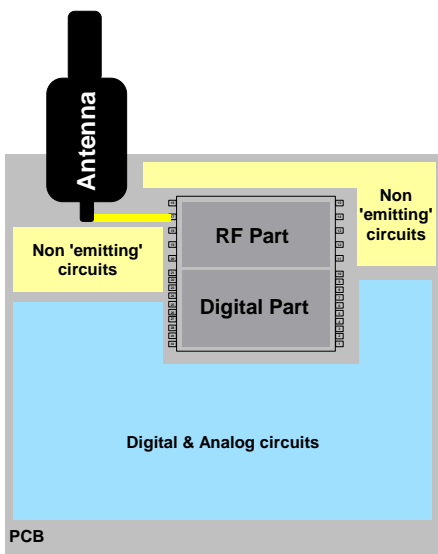 Antenna
Non
'emitting'
circuits
RF Part
Non 'emitting'
circuits
Digital Part
Digital & Analog circuits
PCB